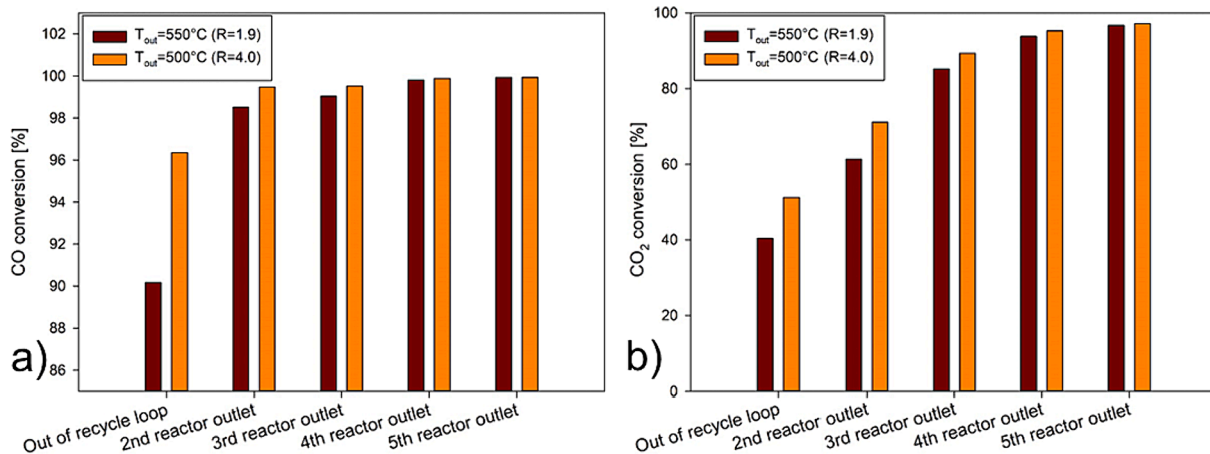 T_out=550°C (R=1.9)
T_out=500°C (R=4.0)
102
100
98
96
94
92
90
88
86
CO conversion [%]
a)
Out of recycle loop
2nd reactor outlet
3rd reactor outlet
4th reactor outlet
5th reactor outlet
T_out=550°C (R=1.9)
T_out=500°C (R=4.0)
100
80
60
40
20
0
CO₂ conversion [%]
b)
Out of recycle loop
2nd reactor outlet
3rd reactor outlet
4th reactor outlet
5th reactor outlet